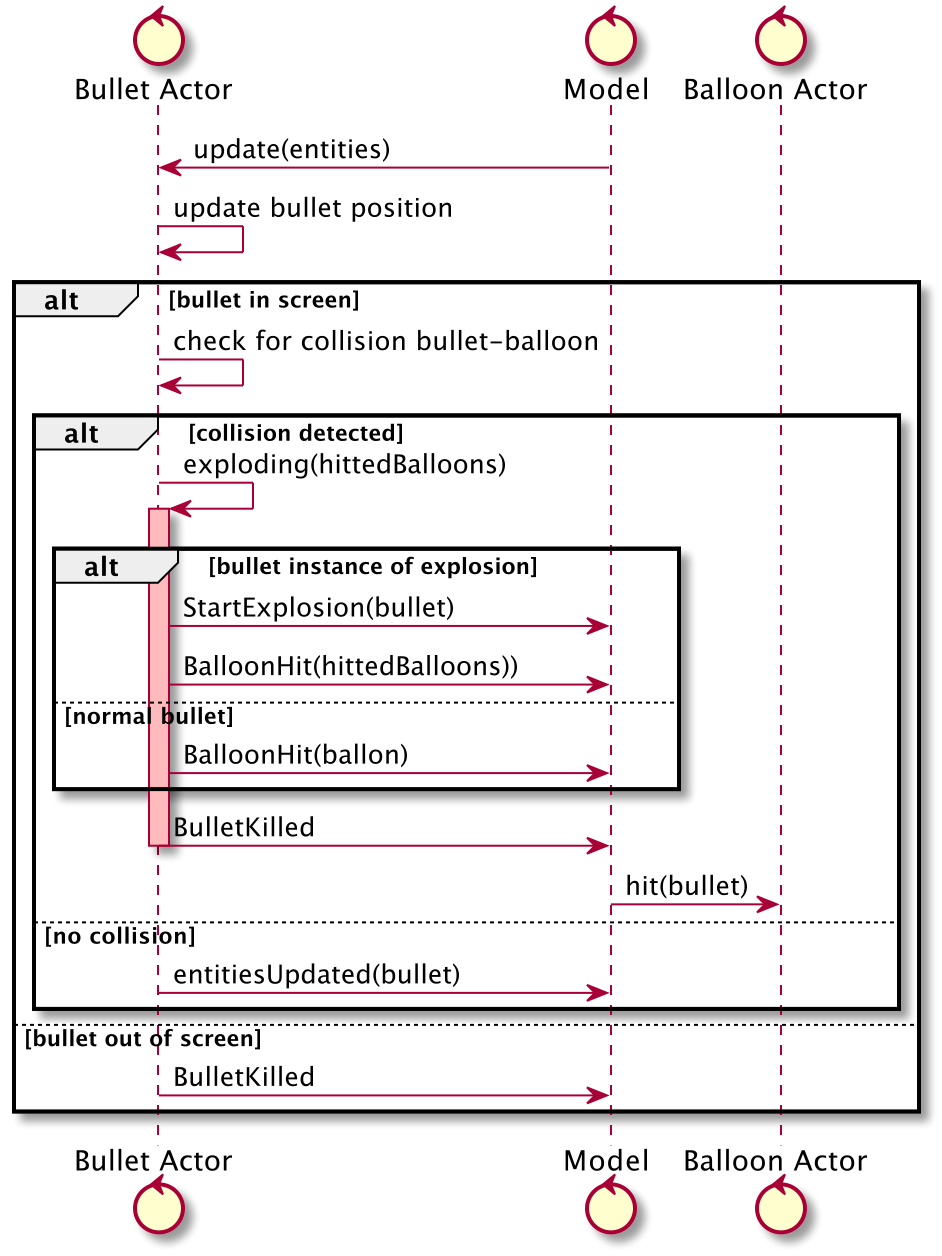 Bullet Actor
Model
Balloon Actor
update(entities)
update bullet position
alt
[bullet in screen]
check for collision bullet-balloon
alt
[collision detected]
exploding(hittedBalloons)
alt
[bullet instance of explosion]
StartExplosion(bullet)
BalloonHit(hittedBalloons))
[normal bullet]
BalloonHit(ballon)
BulletKilled
hit(bullet)
[no collision]
entitiesUpdated(bullet)
[bullet out of screen]
BulletKilled
Bullet Actor
Model
Balloon Actor